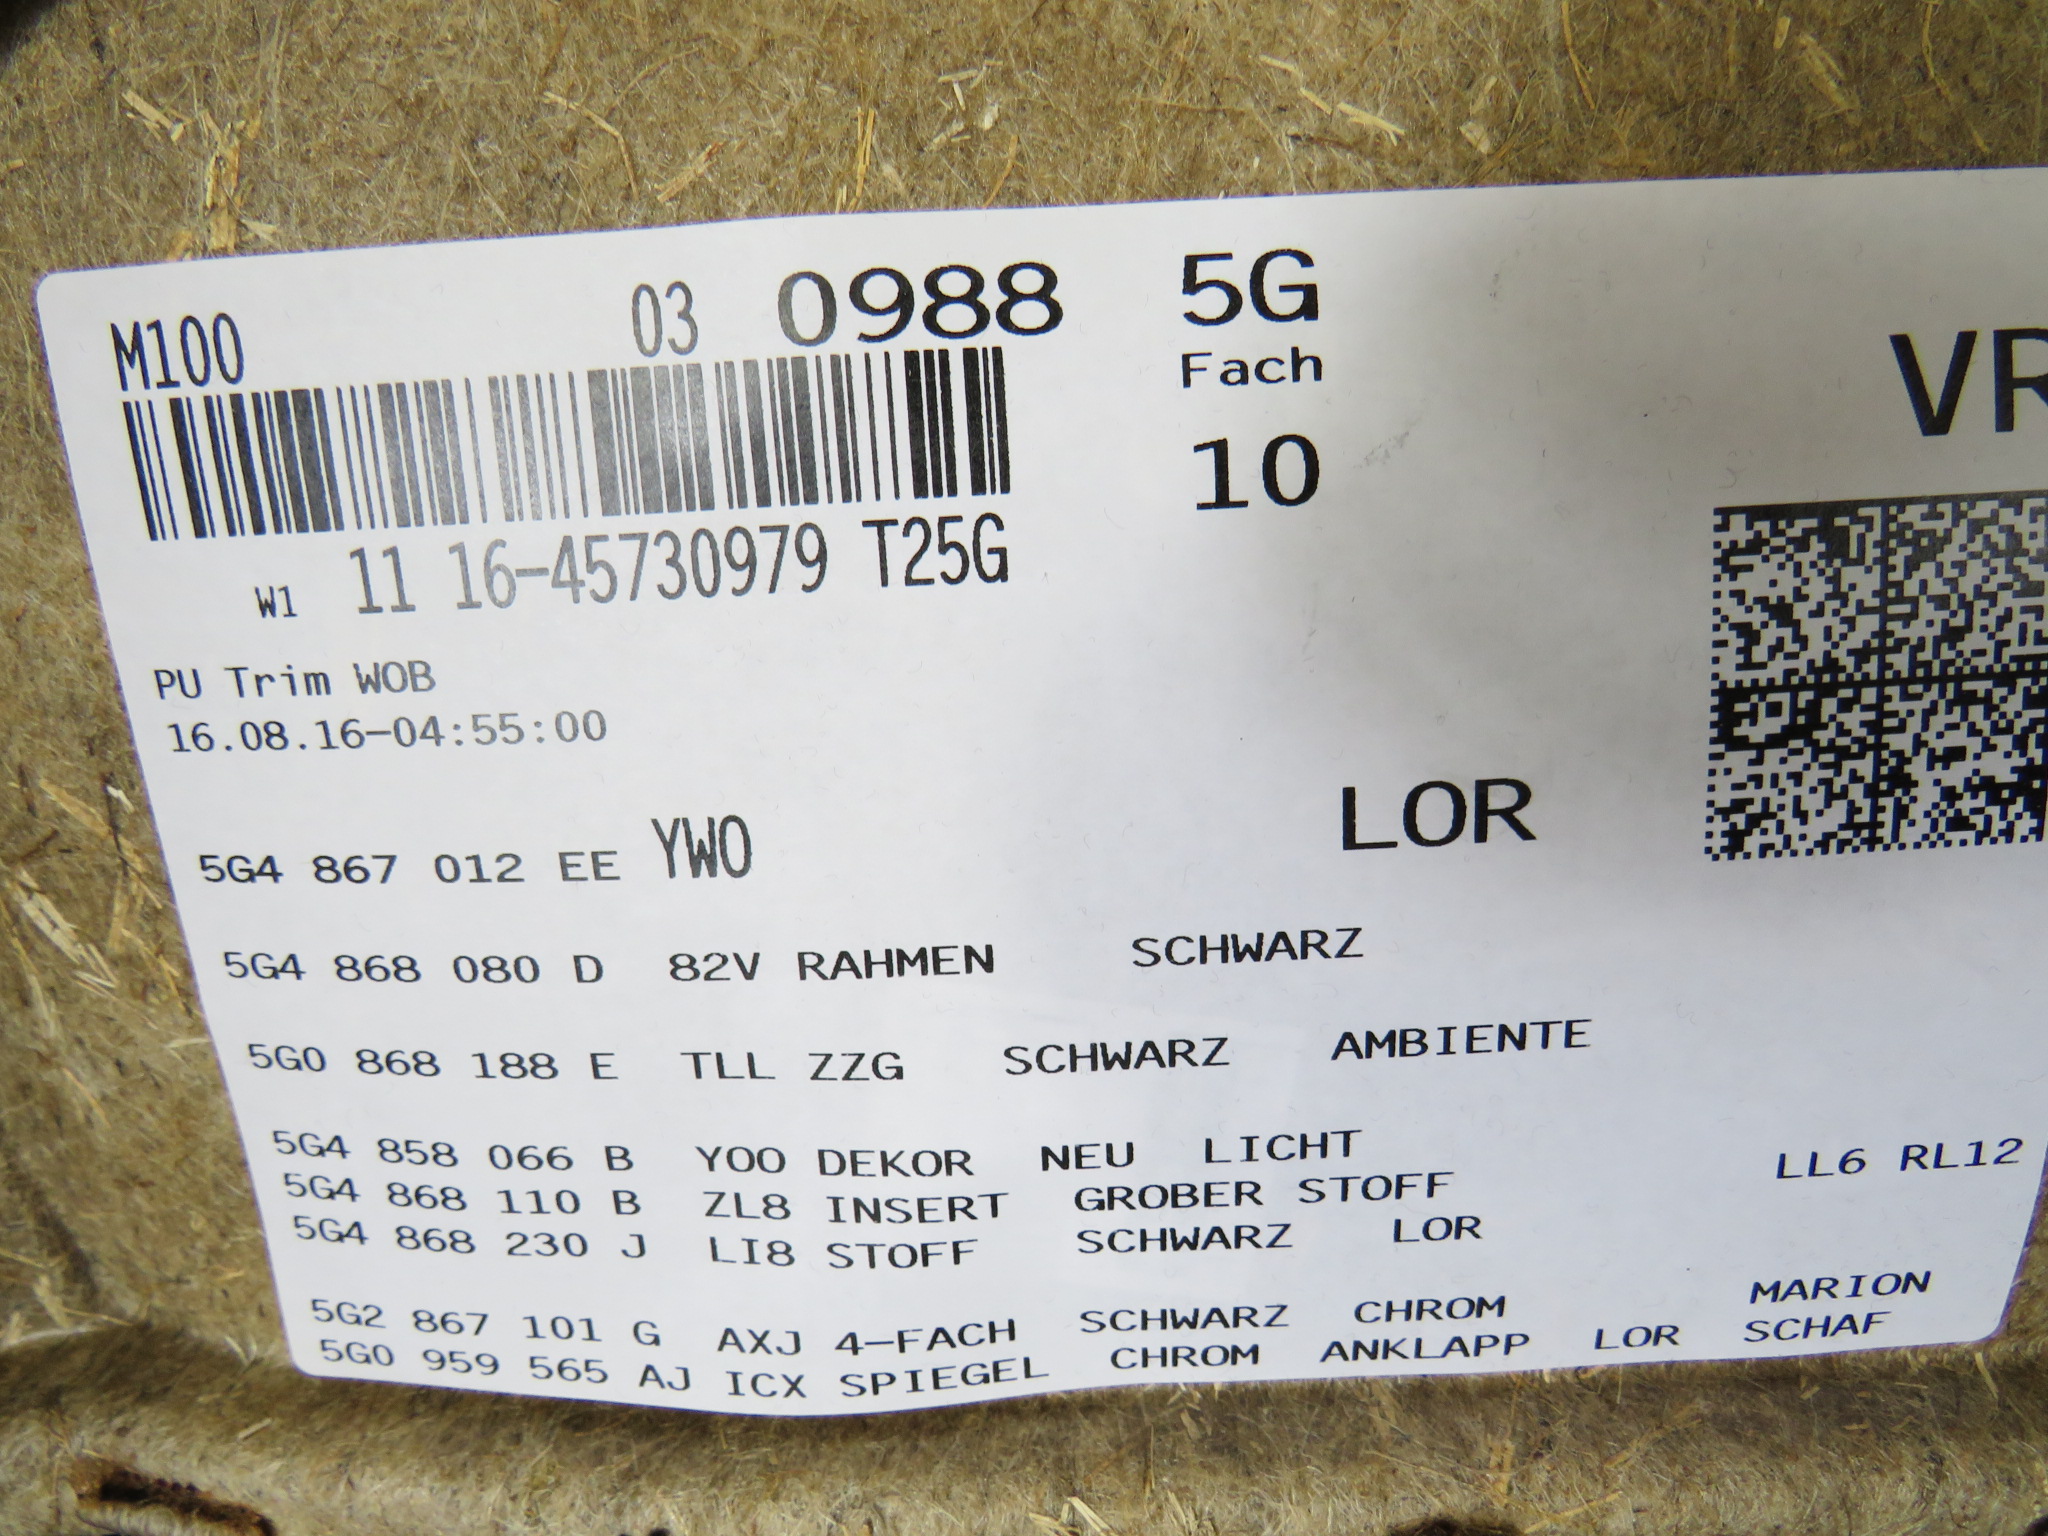 M100 03 0988 5G
Fach
VR
10
W1 11 16-45730979 T25G
PU Trim WOB
16.08.16-04:55:00
LOR
5G4 867 012 EE YWO
5G4 868 080 D 82V RAHMEN SCHWARZ
5G0 868 188 E TLL ZZG SCHWARZ AMBIENTE
5G4 858 066 B YOO DEKOR NEU LICHT
LL6 RL12
5G4 868 110 B ZL8 INSERT GROBER STOFF
5G4 868 230 J LI8 STOFF SCHWARZ LOR
5G2 867 101 G AXJ 4-FACH SCHWARZ CHROM MARION
5G0 959 565 AJ ICX SPIEGEL CHROM ANKLAPP LOR SCHAF